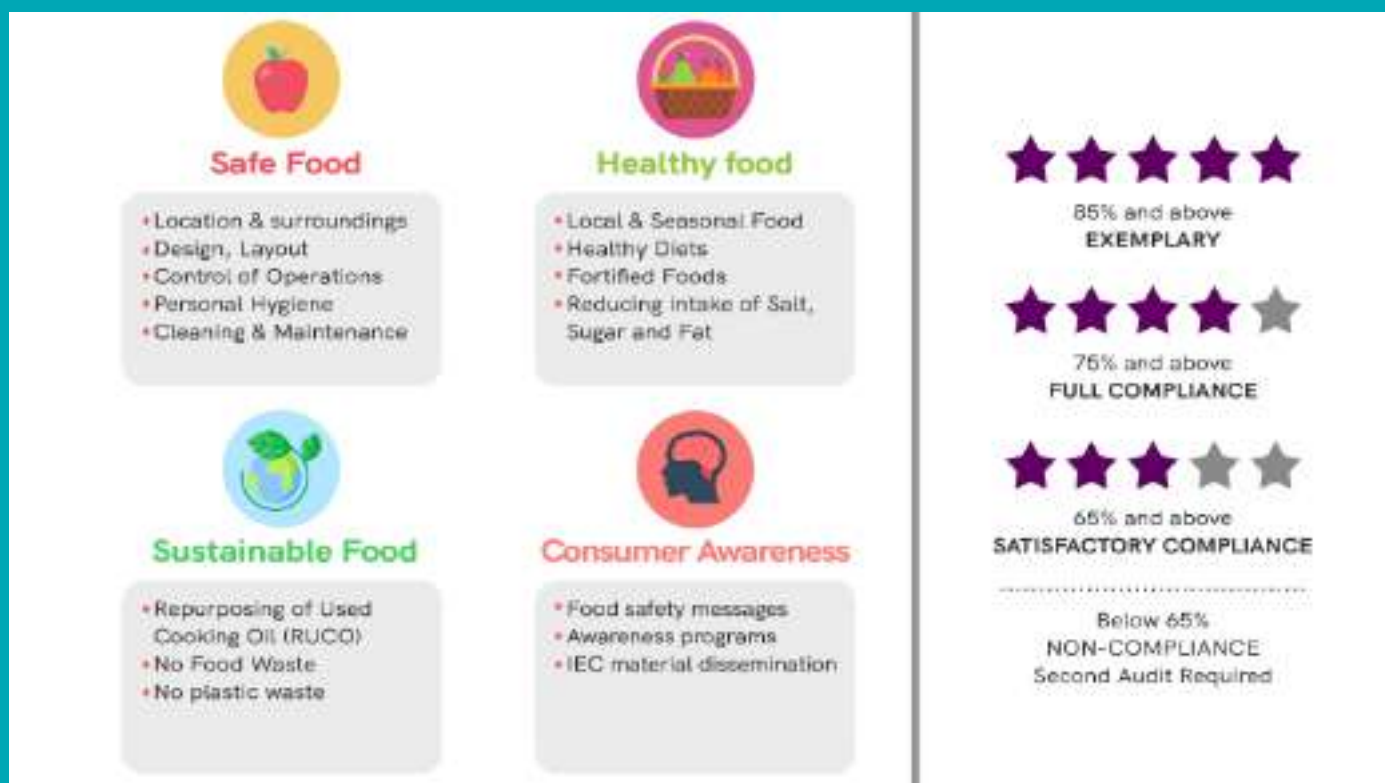 Safe Food
• Location & surroundings
• Design, Layout
• Control of Operations
• Personal Hygiene
• Cleaning & Maintenance
Healthy food
• Local & Seasonal Food
• Healthy Diets
• Fortified Foods
• Reducing intake of Salt,
Sugar and Fat
Sustainable Food
• Repurposing of Used
Cooking Oil (RUCO)
• No Food Waste
• No plastic waste
Consumer Awareness
• Food safety messages
• Awareness programs
• IEC material dissemination
85% and above
EXEMPLARY
75% and above
FULL COMPLIANCE
65% and above
SATISFACTORY COMPLIANCE
Below 65%
NON-COMPLIANCE
Second Audit Required